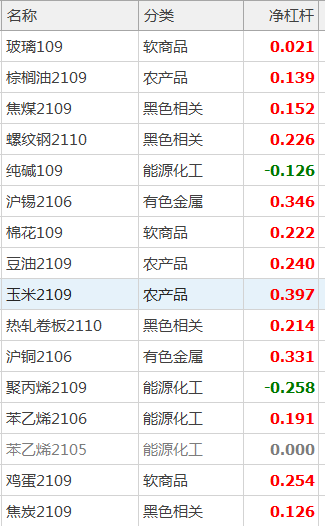 名称 分类 净杠杆
玻璃109 软商品 0.021
棕榈油2109 农产品 0.139
焦煤2109 黑色相关 0.152
螺纹钢2110 黑色相关 0.226
纯碱109 能源化工 -0.126
沪锡2106 有色金属 0.346
棉花109 软商品 0.222
豆油2109 农产品 0.240
玉米2109 农产品 0.397
热轧卷板2110 黑色相关 0.214
沪铜2106 有色金属 0.331
聚丙烯2109 能源化工 -0.258
苯乙烯2106 能源化工 0.191
苯乙烯2105 能源化工 0.000
鸡蛋2109 软商品 0.254
焦炭2109 黑色相关 0.126